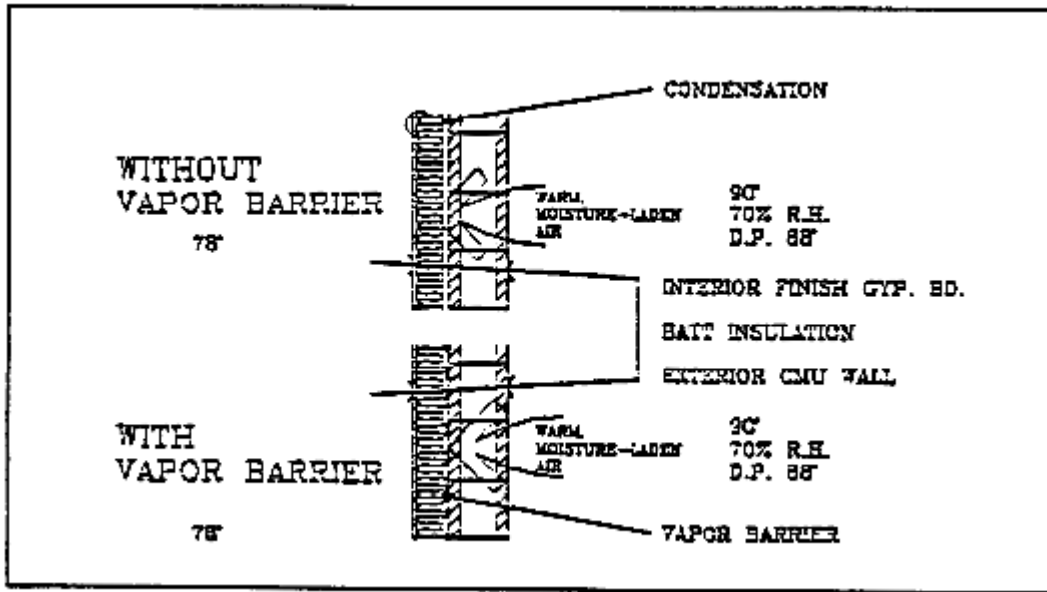 CONDENSATION
WITHOUT
VAPOR BARRIER
78°
WARM,
MOISTURE-LADEN
AIR
90°
70% R.H.
D.P. 88°
INTERIOR FINISH GYP. BD.
BATT INSULATION
EXTERIOR CMU WALL
WITH
VAPOR BARRIER
78°
WARM,
MOISTURE-LADEN
AIR
90°
70% R.H.
D.P. 88°
VAPOR BARRIER